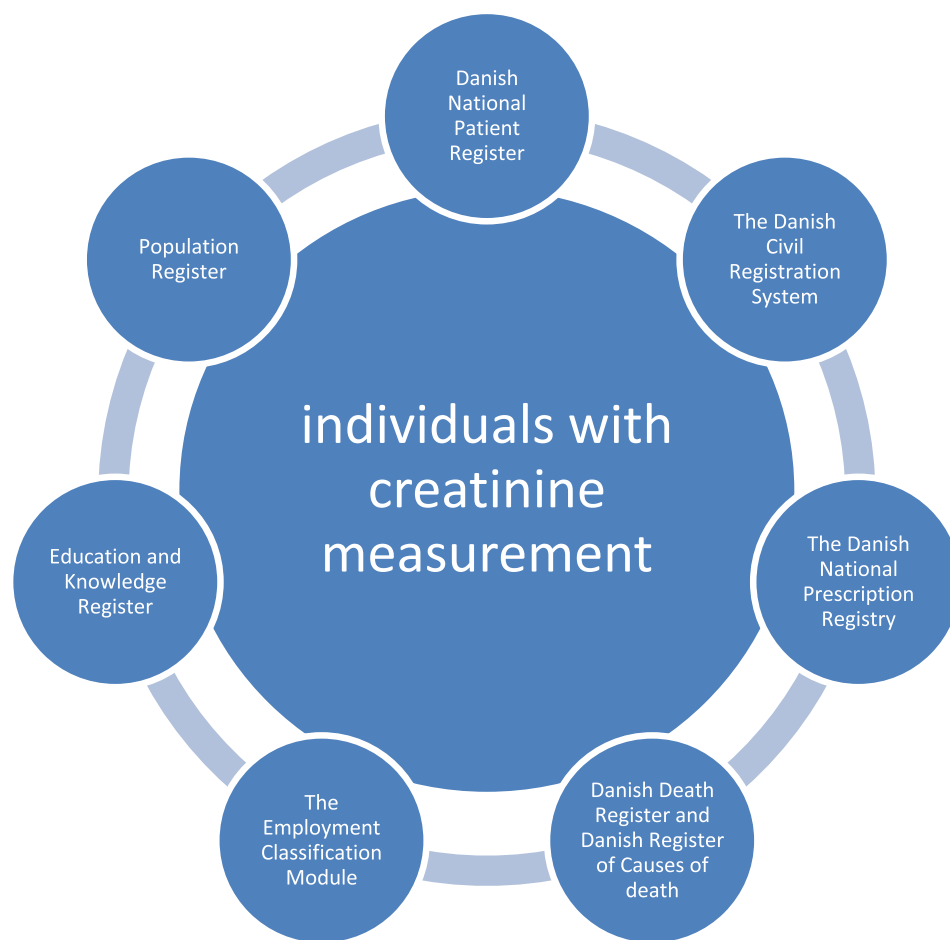 Danish
National
Patient
Register
The Danish
Civil
Registration
System
Population
Register
individuals with
creatinine
measurement
Education and
Knowledge
Register
The Danish
National
Prescription
Registry
The
Employment
Classification
Module
Danish Death
Register and
Danish Register
of Causes of
death